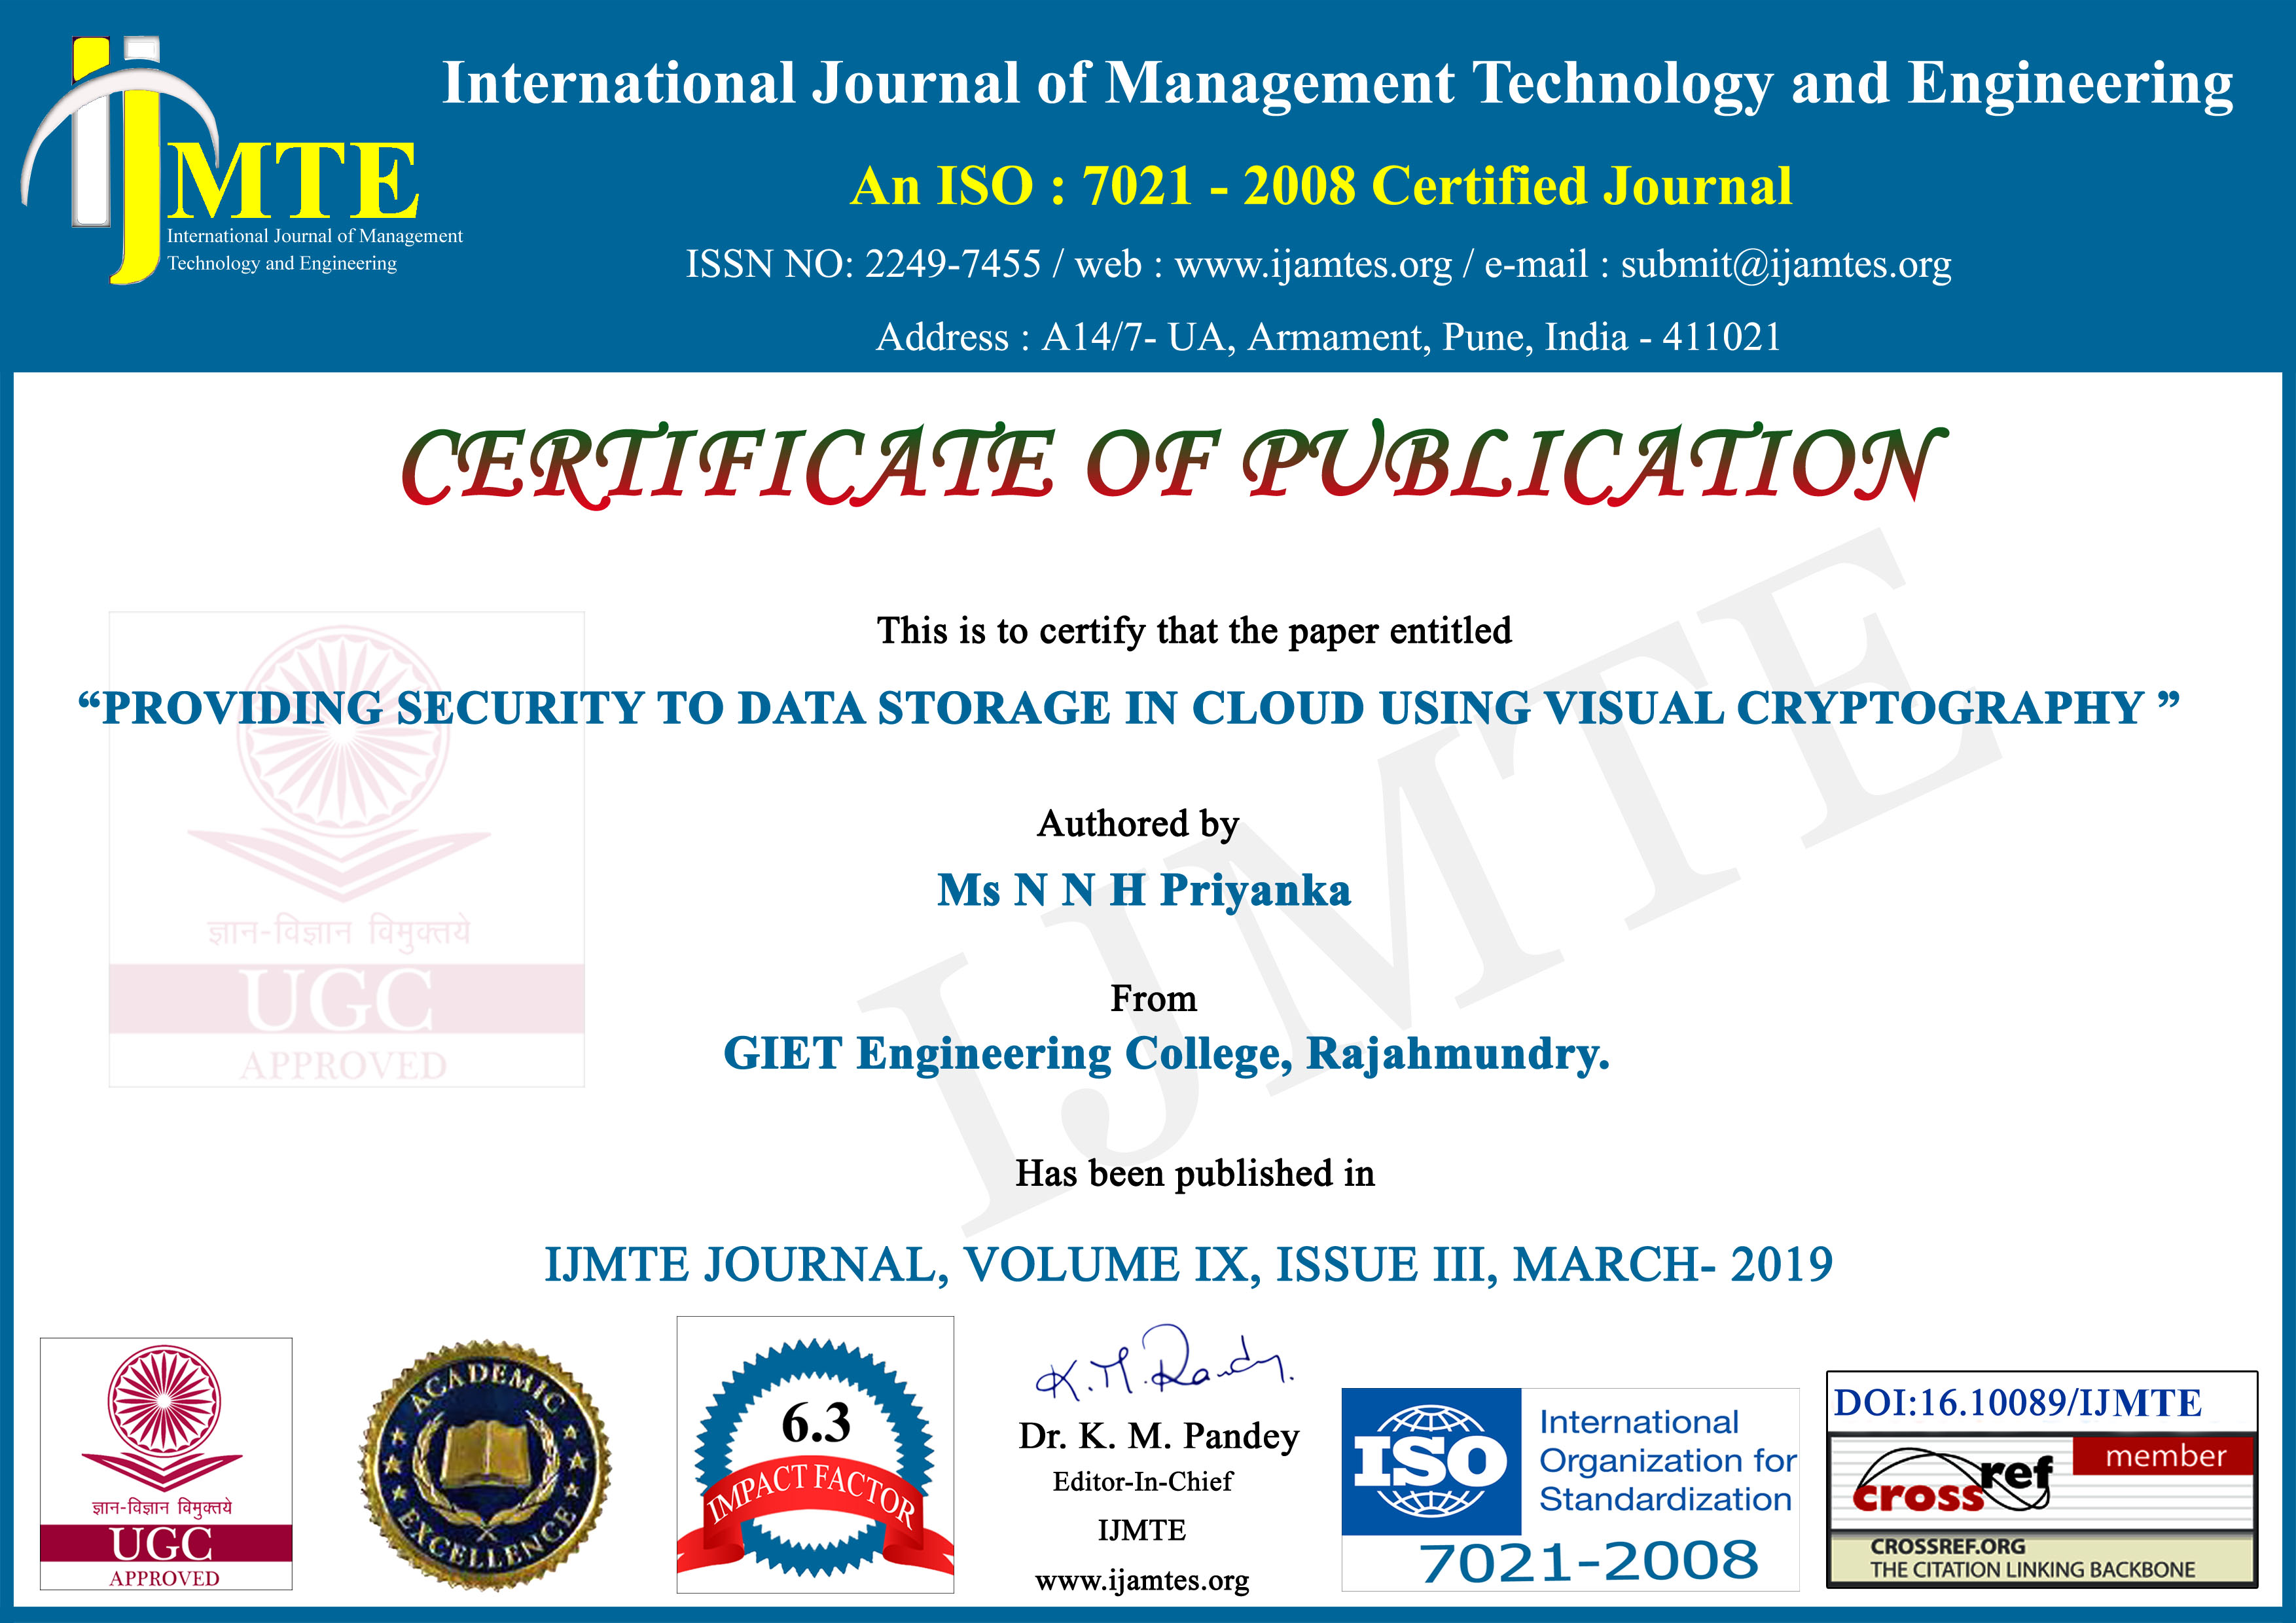 International Journal of Management Technology and Engineering
An ISO : 7021 - 2008 Certified Journal
ISSN NO: 2249-7455 / web : www.ijamtes.org / e-mail : submit@ijamtes.org
Address : A14/7- UA, Armament, Pune, India - 411021
IJMTE
International Journal of Management
Technology and Engineering
CERTIFICATE OF PUBLICATION
This is to certify that the paper entitled
“PROVIDING SECURITY TO DATA STORAGE IN CLOUD USING VISUAL CRYPTOGRAPHY ”
Authored by
Ms N N H Priyanka
From
GIET Engineering College, Rajahmundry.
Has been published in
IJMTE JOURNAL, VOLUME IX, ISSUE III, MARCH- 2019
IJMTE
ज्ञान-विज्ञान विमुक्तये
UGC
APPROVED
ज्ञान-विज्ञान विमुक्तये
UGC
APPROVED
ACADEMIC
EXCELLENCE
6.3
IMPACT FACTOR
K. M. Pandey.
Dr. K. M. Pandey
Editor-In-Chief
IJMTE
www.ijamtes.org
ISO
International
Organization for
Standardization
7021-2008
DOI:16.10089/IJMTE
member
crossref
CROSSREF.ORG
THE CITATION LINKING BACKBONE